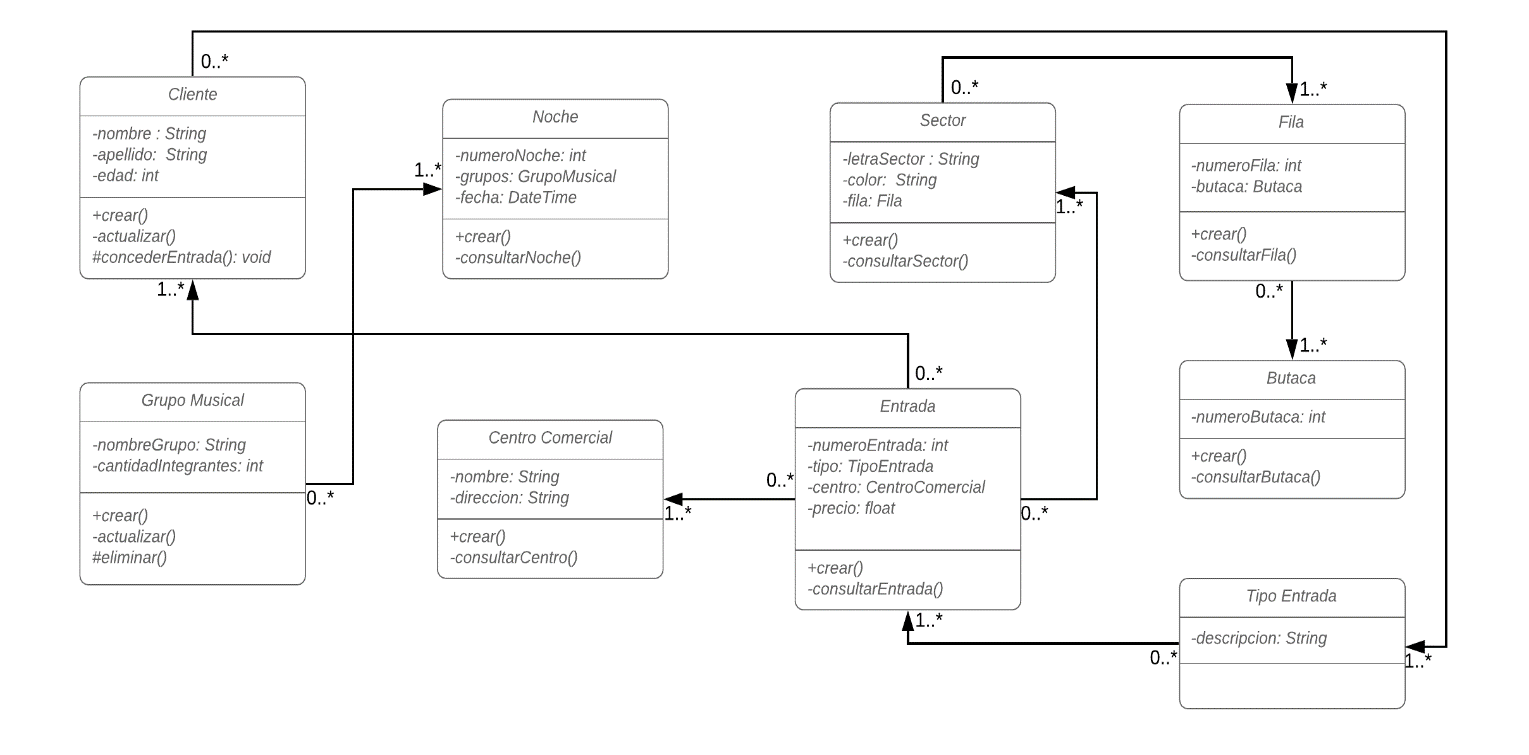 0..*
Cliente
-nombre : String
-apellido:  String
-edad: int
+crear()
-actualizar()
#concederEntrada(): void
1..*
Noche
-numeroNoche: int
-grupos: GrupoMusical
-fecha: DateTime
+crear()
-consultarNoche()
1..*
0..*
Sector
-letraSector : String
-color:  String
-fila: Fila
+crear()
-consultarSector()
1..*
1..*
Fila
-numeroFila: int
-butaca: Butaca
+crear()
-consultarFila()
0..*
1..*
Butaca
-numeroButaca: int
+crear()
-consultarButaca()
Grupo Musical
-nombreGrupo: String
-cantidadIntegrantes: int
+crear()
-actualizar()
#eliminar()
0..*
Centro Comercial
-nombre: String
-direccion: String
+crear()
-consultarCentro()
1..*
0..*
0..*
Entrada
-numeroEntrada: int
-tipo: TipoEntrada
-centro: CentroComercial
-precio: float
+crear()
-consultarEntrada()
0..*
1..*
0..*
Tipo Entrada
-descripcion: String
1..*